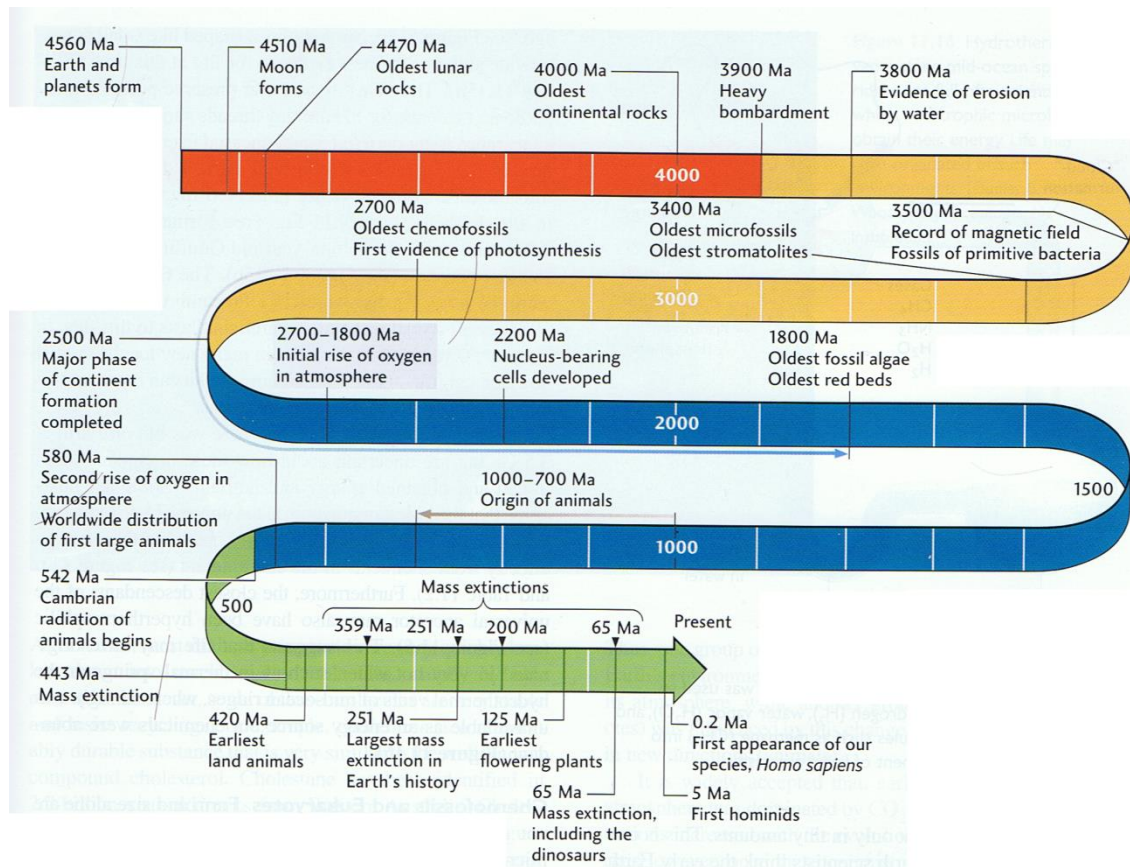 4560 Ma
Earth and
planets form
4510 Ma
Moon
forms
4470 Ma
Oldest lunar
rocks
4000 Ma
Oldest
continental rocks
3900 Ma
Heavy
bombardment
3800 Ma
Evidence of erosion
by water
4000
2700 Ma
Oldest chemofossils
First evidence of photosynthesis
3400 Ma
Oldest microfossils
Oldest stromatolites
3500 Ma
Record of magnetic field
Fossils of primitive bacteria
3000
2500 Ma
Major phase
of continent
formation
completed
2700–1800 Ma
Initial rise of oxygen
in atmosphere
2200 Ma
Nucleus-bearing
cells developed
1800 Ma
Oldest fossil algae
Oldest red beds
2000
580 Ma
Second rise of oxygen in
atmosphere
Worldwide distribution
of first large animals
1000–700 Ma
Origin of animals
1500
1000
542 Ma
Cambrian
radiation of
animals begins
500
Mass extinctions
359 Ma
251 Ma
200 Ma
65 Ma
Present
443 Ma
Mass extinction
420 Ma
Earliest
land animals
251 Ma
Largest mass
extinction in
Earth's history
125 Ma
Earliest
flowering plants
65 Ma
Mass extinction,
including the
dinosaurs
0.2 Ma
First appearance of our
species, Homo sapiens
5 Ma
First hominids